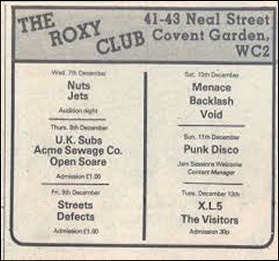 THE ROXY CLUB
41-43 Neal Street
Covent Garden,
WC2
Wed, 7th December
Nuts
Jets
Audition night
Thurs, 8th December
U.K. Subs
Acme Sewage Co.
Open Soare
Admission £1.00
Fri, 9th December
Streets
Defects
Admission £1.00
Sat, 10th December
Menace
Backlash
Void
Sun, 11th December
Punk Disco
Jam Sessions Welcome
Contact Manager
Tues, December 13th
X.L.5
The Visitors
Admission 30p